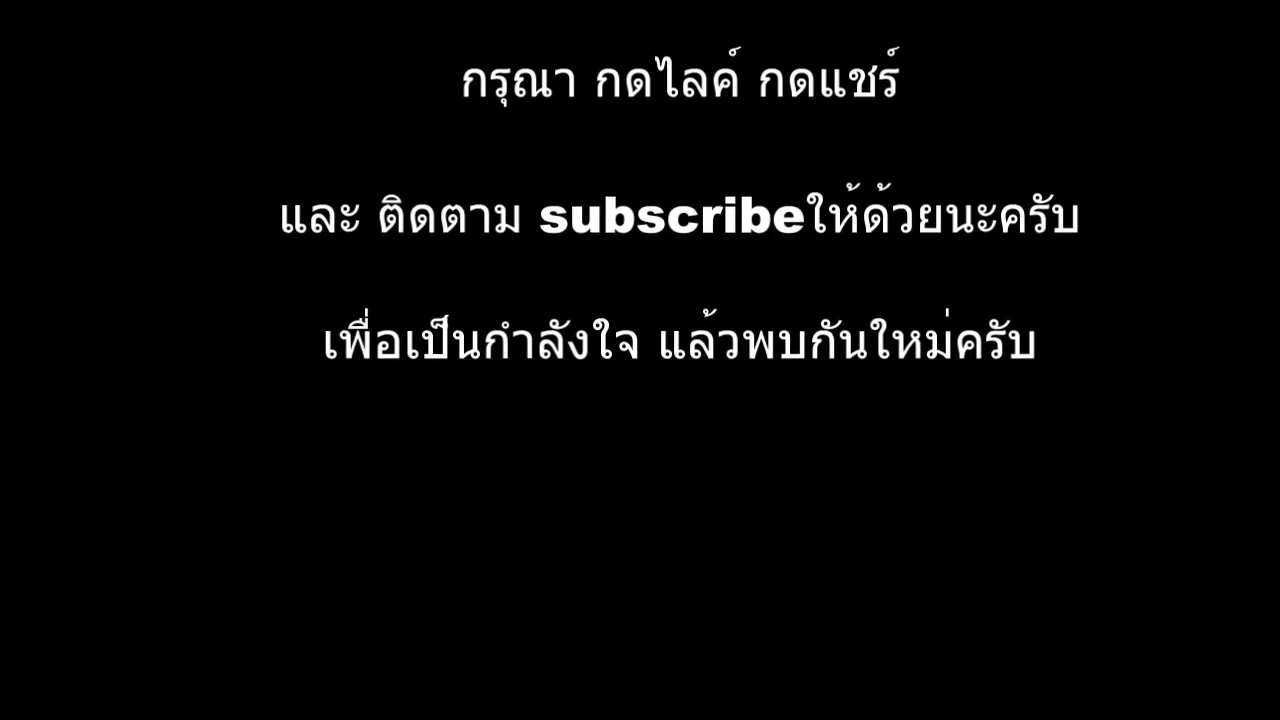 กรุณา กดไลค์ กดแชร์
และ ติดตาม subscribeให้ด้วยนะครับ
เพื่อเป็นกำลังใจ แล้วพบกันใหม่ครับ